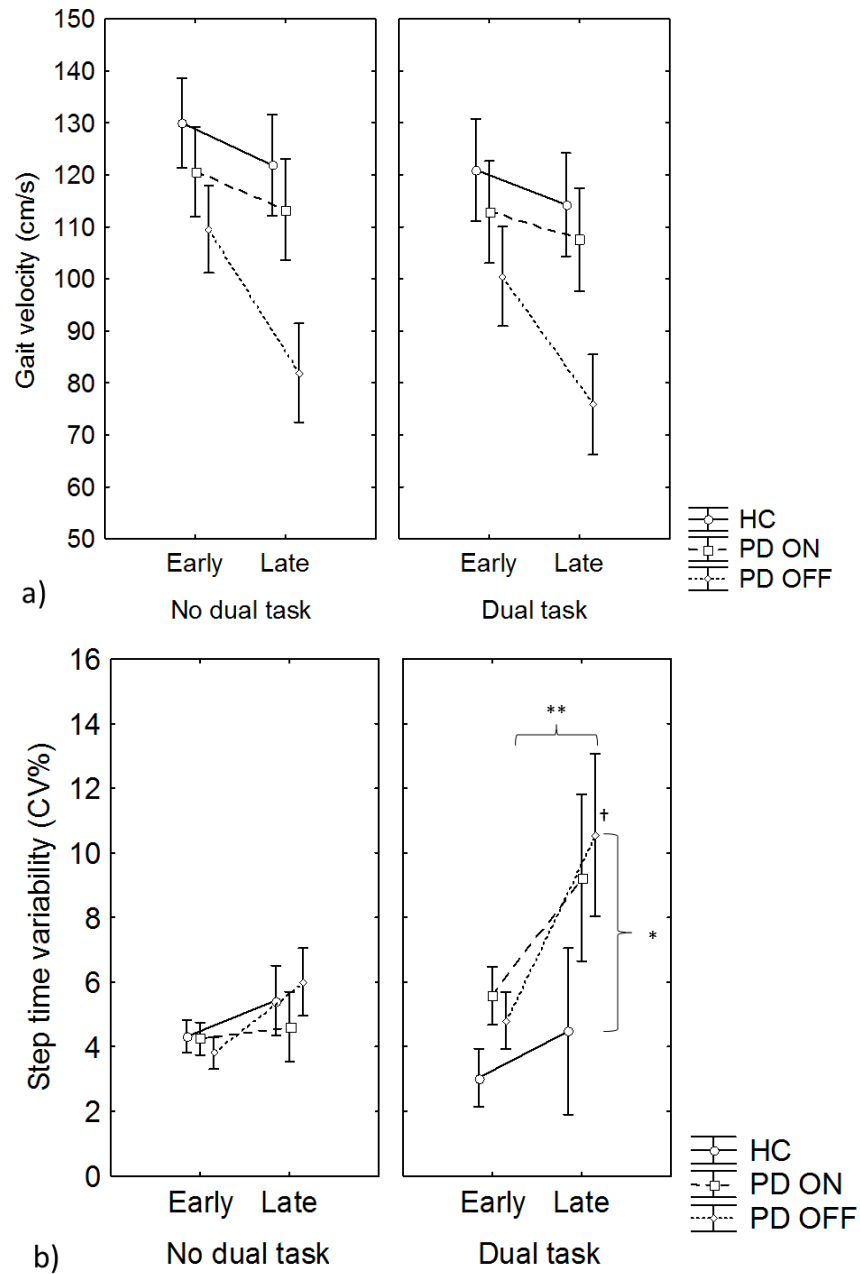 150
140
130
120
110
100
90
80
70
60
50
Gait velocity (cm/s)
Early Late
No dual task
Early Late
Dual task
HC
PD ON
PD OFF
a)
16
14
12
10
8
6
4
2
0
Step time variability (CV%)
**
†
*
Early Late
No dual task
Early Late
Dual task
HC
PD ON
PD OFF
b)